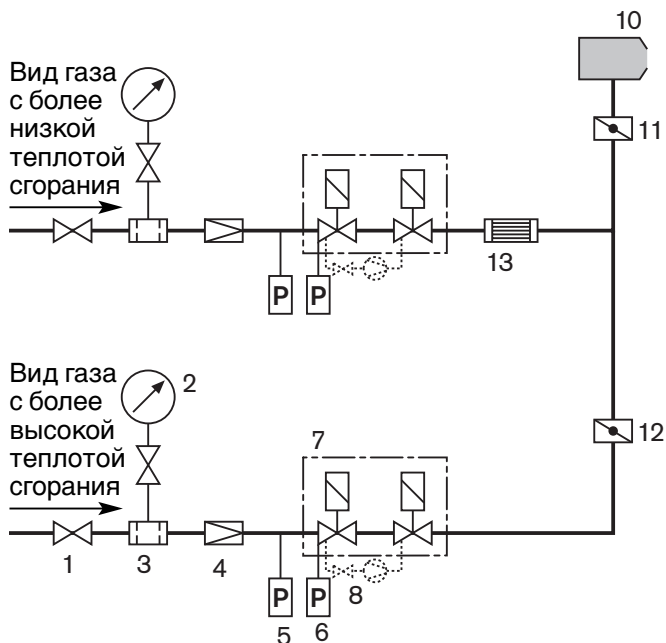 10
Вид газа
с более
низкой
теплотой
сгорания
11
13
P P
Вид газа
с более
высокой
теплотой
сгорания
2
12
7
1 3 4 8
P P
5 6